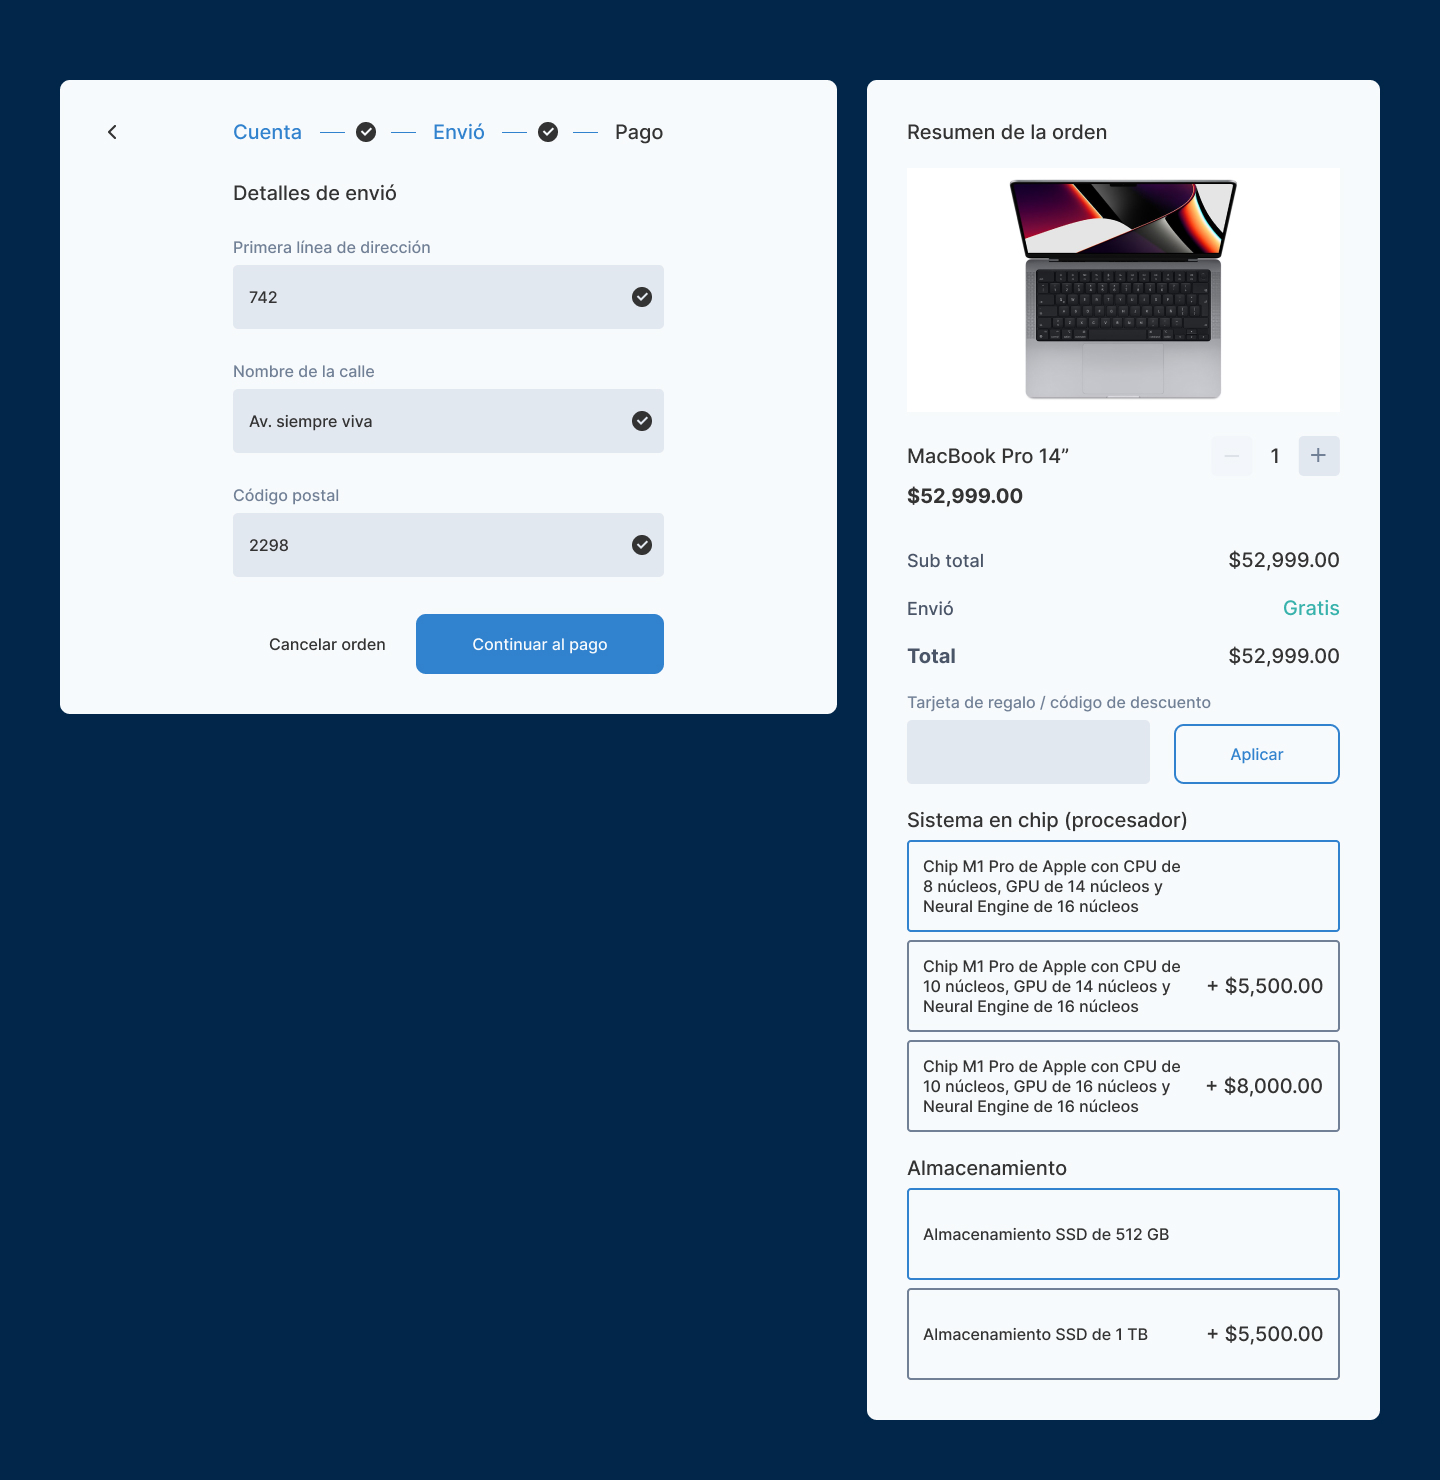 Cuenta
Envió
Pago
Detalles de envió
Primera línea de dirección
742
Nombre de la calle
Av. siempre viva
Código postal
2298
Cancelar orden
Continuar al pago
Resumen de la orden
MacBook Pro 14”
1
$52,999.00
Sub total
$52,999.00
Envió
Gratis
Total
$52,999.00
Tarjeta de regalo / código de descuento
Aplicar
Sistema en chip (procesador)
Chip M1 Pro de Apple con CPU de
8 núcleos, GPU de 14 núcleos y
Neural Engine de 16 núcleos
Chip M1 Pro de Apple con CPU de
10 núcleos, GPU de 14 núcleos y
Neural Engine de 16 núcleos
+ $5,500.00
Chip M1 Pro de Apple con CPU de
10 núcleos, GPU de 16 núcleos y
Neural Engine de 16 núcleos
+ $8,000.00
Almacenamiento
Almacenamiento SSD de 512 GB
Almacenamiento SSD de 1 TB
+ $5,500.00